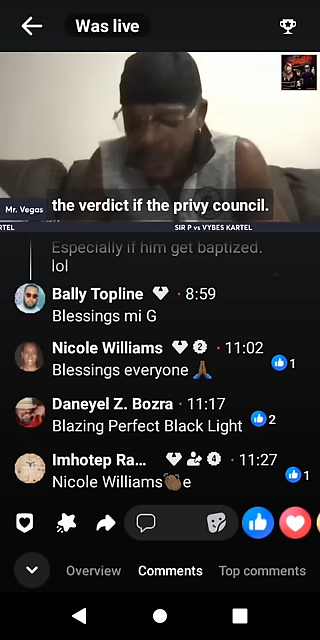 Was live
the verdict if the privy council.
Mr. Vegas
RTEL
SIR P vs VYBES KARTEL
Especially if him get baptized.
lol
Bally Topline · 8:59
Blessings mi G
Nicole Williams 2 · 11:02
Blessings everyone 🙏🏾
1
Daneyel Z. Bozra · 11:17
Blazing Perfect Black Light
2
Imhotep Ra... 4 · 11:27
Nicole Williams👏🏾e
1
Overview
Comments
Top comments